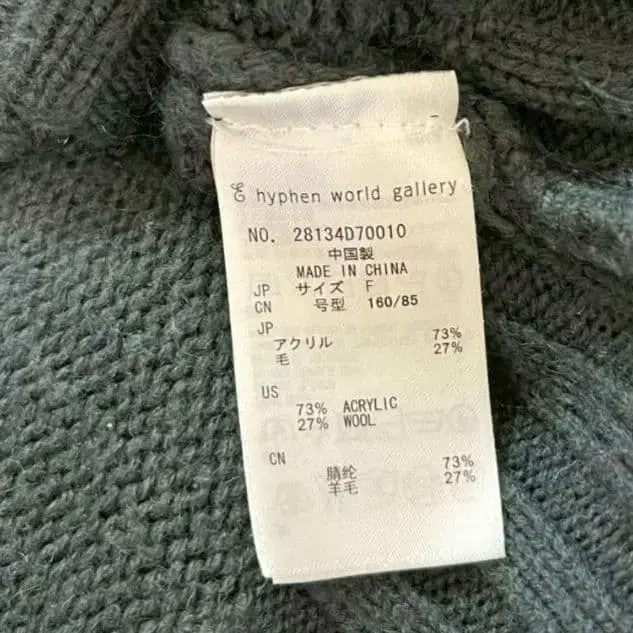 E hyphen world gallery
NO. 28134D70010
中国製
MADE IN CHINA
JP サイズ F
CN 号型 160/85
JP
アクリル 73%
毛 27%
US
73% ACRYLIC
27% WOOL
CN
腈纶 73%
羊毛 27%